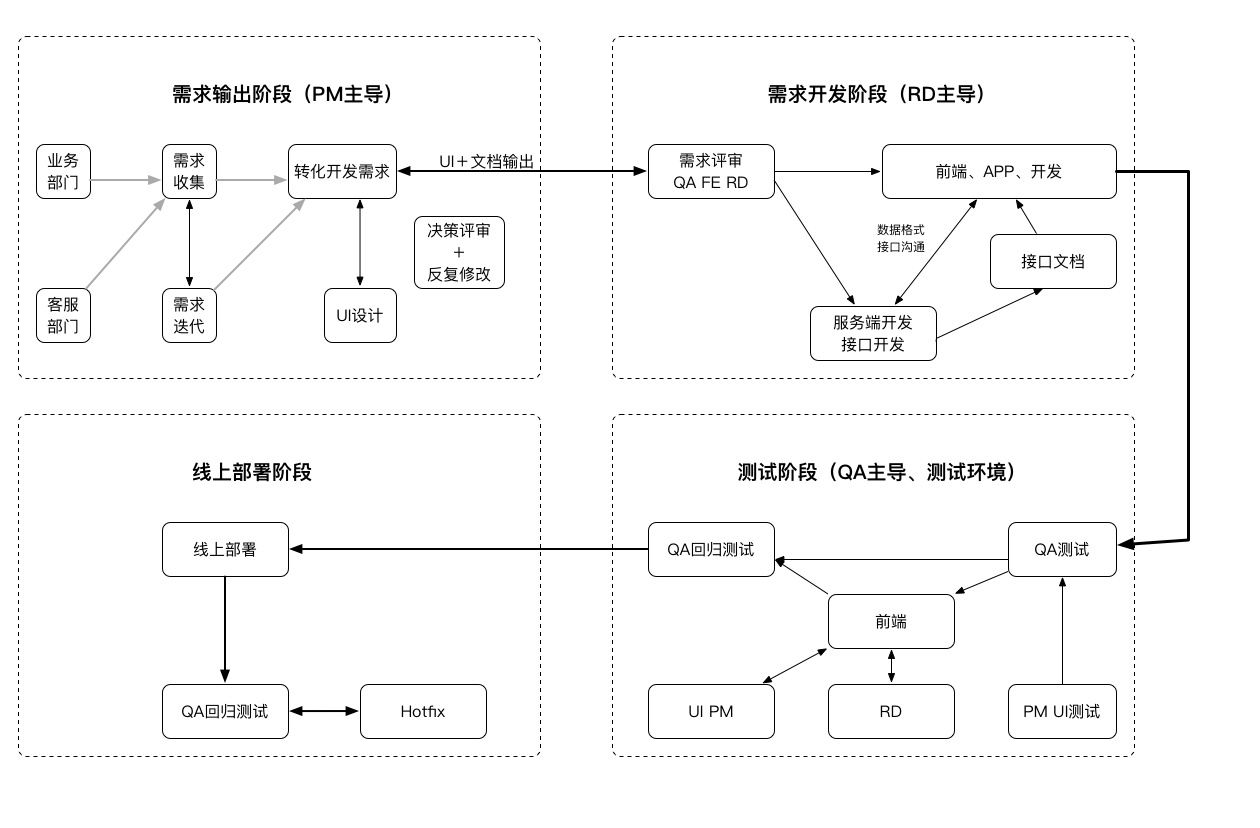 需求输出阶段（PM主导）
业务
部门
需求
收集
转化开发需求
UI＋文档输出
决策评审
＋
反复修改
客服
部门
需求
迭代
UI设计
需求开发阶段（RD主导）
需求评审
QA FE RD
前端、APP、开发
数据格式
接口沟通
接口文档
服务端开发
接口开发
线上部署阶段
线上部署
QA回归测试
Hotfix
测试阶段（QA主导、测试环境）
QA回归测试
QA测试
前端
UI PM
RD
PM UI测试